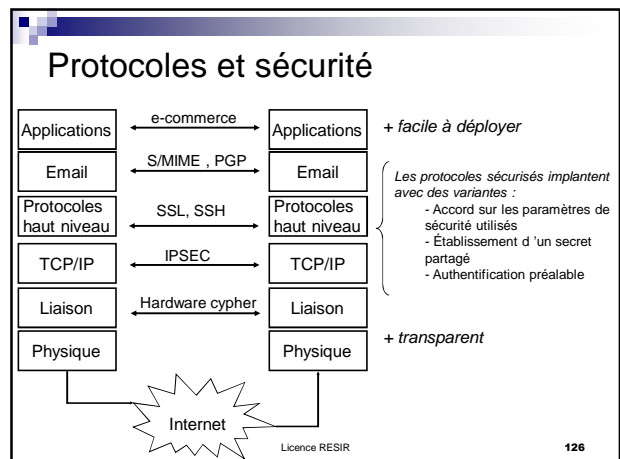 Protocoles et sécurité
Applications
e-commerce
Applications
+ facile à déployer
Email
S/MIME , PGP
Email
Les protocoles sécurisés implantent
avec des variantes :
- Accord sur les paramètres de
sécurité utilisés
- Établissement d 'un secret
partagé
- Authentification préalable
Protocoles
haut niveau
SSL, SSH
Protocoles
haut niveau
TCP/IP
IPSEC
TCP/IP
Liaison
Hardware cypher
Liaison
Physique
Physique
+ transparent
Internet
Licence RESIR
126